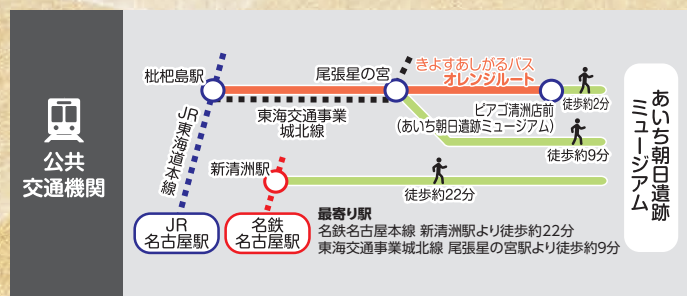 公共
交通機関
枇杷島駅
尾張星の宮
きよすあしがるバス
オレンジルート
徒歩約2分
ピアゴ清洲店前
(あいち朝日遺跡ミュージアム)
東海交通事業
城北線
JR東海道本線
徒歩約9分
新清洲駅
徒歩約22分
JR
名古屋駅
名鉄
名古屋駅
最寄り駅
名鉄名古屋本線 新清洲駅より徒歩約22分
東海交通事業城北線 尾張星の宮駅より徒歩約9分
あいち朝日遺跡
ミュージアム